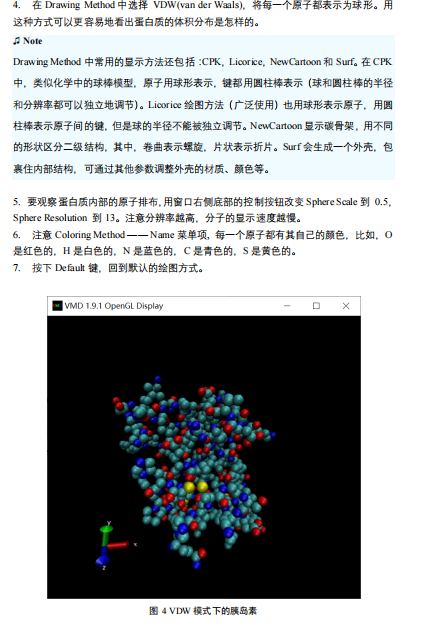 4. 在 Drawing Method 中选择 VDW(van der Waals)，将每一个原子都表示为球形。用
这种方式可以更容易地看出蛋白质的体积分布是怎样的。
♫ Note
Drawing Method 中常用的显示方法还包括：CPK, Licorice, NewCartoon 和 Surf。在 CPK
中，类似化学中的球棒模型，原子用球形表示，键都用圆柱棒表示（球和圆柱棒的半径
和分辨率都可以独立地调节）。Licorice 绘图方法（广泛使用）也用球形表示原子，用圆
柱棒表示原子间的键，但是球的半径不能被独立调节。NewCartoon 显示碳骨架，用不同
的形状区分二级结构，其中，卷曲表示螺旋，片状表示折片。Surf 会生成一个外壳，包
裹住内部结构，可通过其他参数调整外壳的材质、颜色等。
5. 要观察蛋白质内部的原子排布，用窗口右侧底部的控制按钮改变 Sphere Scale 到 0.5，
Sphere Resolution 到 13。注意分辨率越高，分子的显示速度越慢。
6. 注意 Coloring Method —— Name 菜单项，每一个原子都有其自己的颜色，比如，O
是红色的，H 是白色的，N 是蓝色的，C 是青色的，S 是黄色的。
7. 按下 Default 键，回到默认的绘图方式。
VMD 1.9.1 OpenGL Display
y
x
z
图 4 VDW 模式下的胰岛素